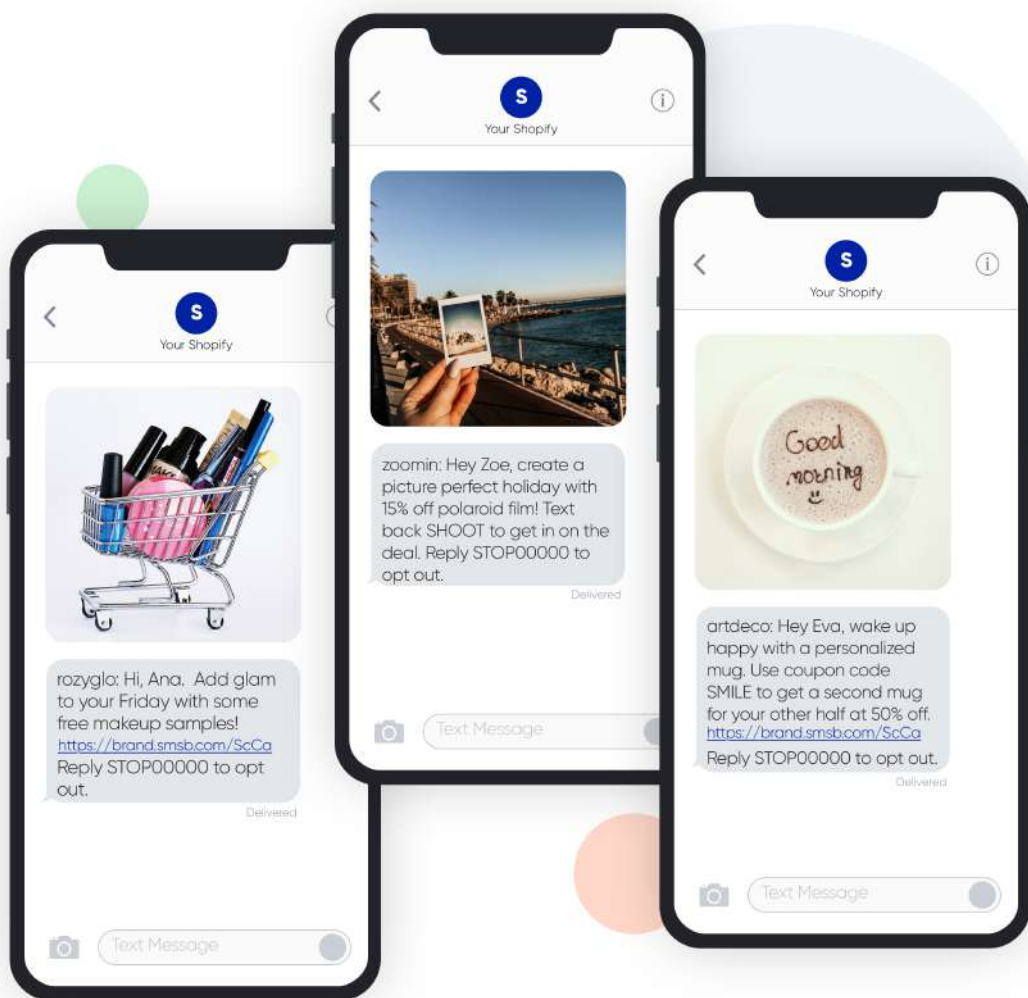 S
Your Shopify
rozyglo: Hi, Ana. Add glam
to your Friday with some
free makeup samples!
https://brand.smsb.com/ScCa
Reply STOP00000 to opt
out.
Delivered
Text Message
S
Your Shopify
zoomin: Hey Zoe, create a
picture perfect holiday with
15% off polaroid film! Text
back SHOOT to get in on the
deal. Reply STOP00000 to
opt out.
Delivered
Text Message
S
Your Shopify
Good
morning
artdeco: Hey Eva, wake up
happy with a personalized
mug. Use coupon code
SMILE to get a second mug
for your other half at 50% off.
https://brand.smsb.com/ScCa
Reply STOP00000 to opt out.
Delivered
Text Message